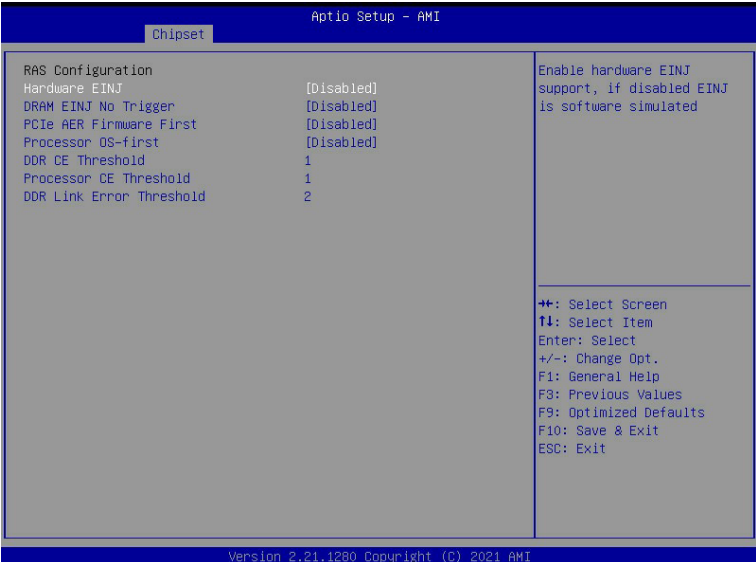 Aptio Setup – AMI
Chipset
RAS Configuration
Hardware EINJ [Disabled]
DRAM EINJ No Trigger [Disabled]
PCIe AER Firmware First [Disabled]
Processor OS-first [Disabled]
DDR CE Threshold 1
Processor CE Threshold 1
DDR Link Error Threshold 2
Enable hardware EINJ
support, if disabled EINJ
is software simulated
→←: Select Screen
↑↓: Select Item
Enter: Select
+/-: Change Opt.
F1: General Help
F3: Previous Values
F9: Optimized Defaults
F10: Save & Exit
ESC: Exit
Version 2.21.1280 Copyright (C) 2021 AMI